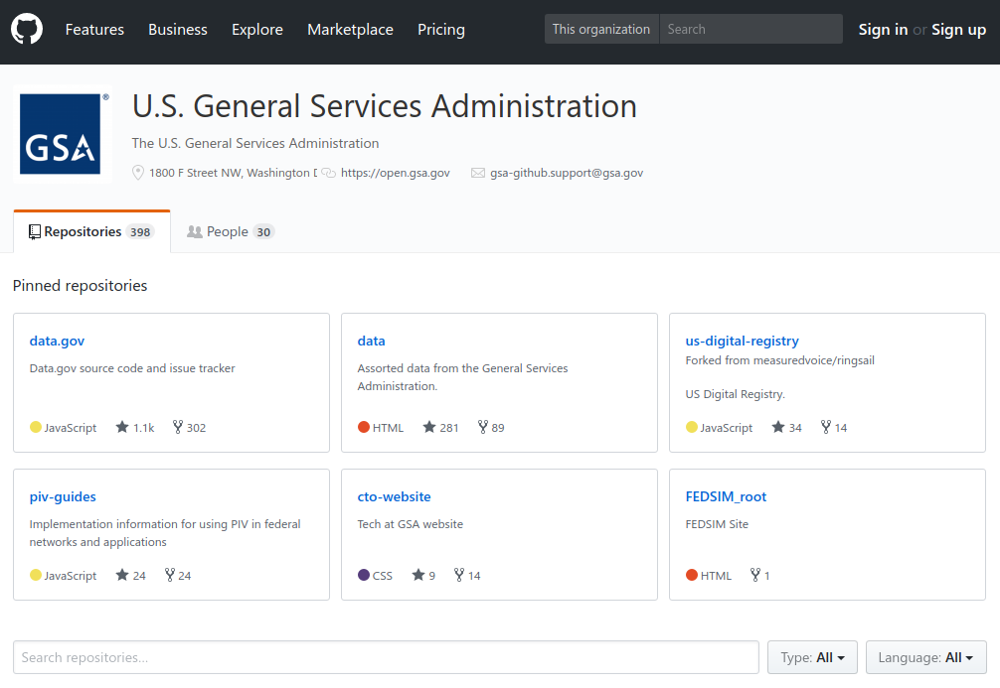 Features Business Explore Marketplace Pricing This organization Search Sign in or Sign up
GSA ®
U.S. General Services Administration
The U.S. General Services Administration
1800 F Street NW, Washington D https://open.gsa.gov gsa-github.support@gsa.gov
Repositories 398 People 30
Pinned repositories
data.gov
Data.gov source code and issue tracker
JavaScript 1.1k 302
data
Assorted data from the General Services
Administration.
HTML 281 89
us-digital-registry
Forked from measuredvoice/ringsail
US Digital Registry.
JavaScript 34 14
piv-guides
Implementation information for using PIV in federal
networks and applications
JavaScript 24 24
cto-website
Tech at GSA website
CSS 9 14
FEDSIM_root
FEDSIM Site
HTML 1
Search repositories... Type: All Language: All